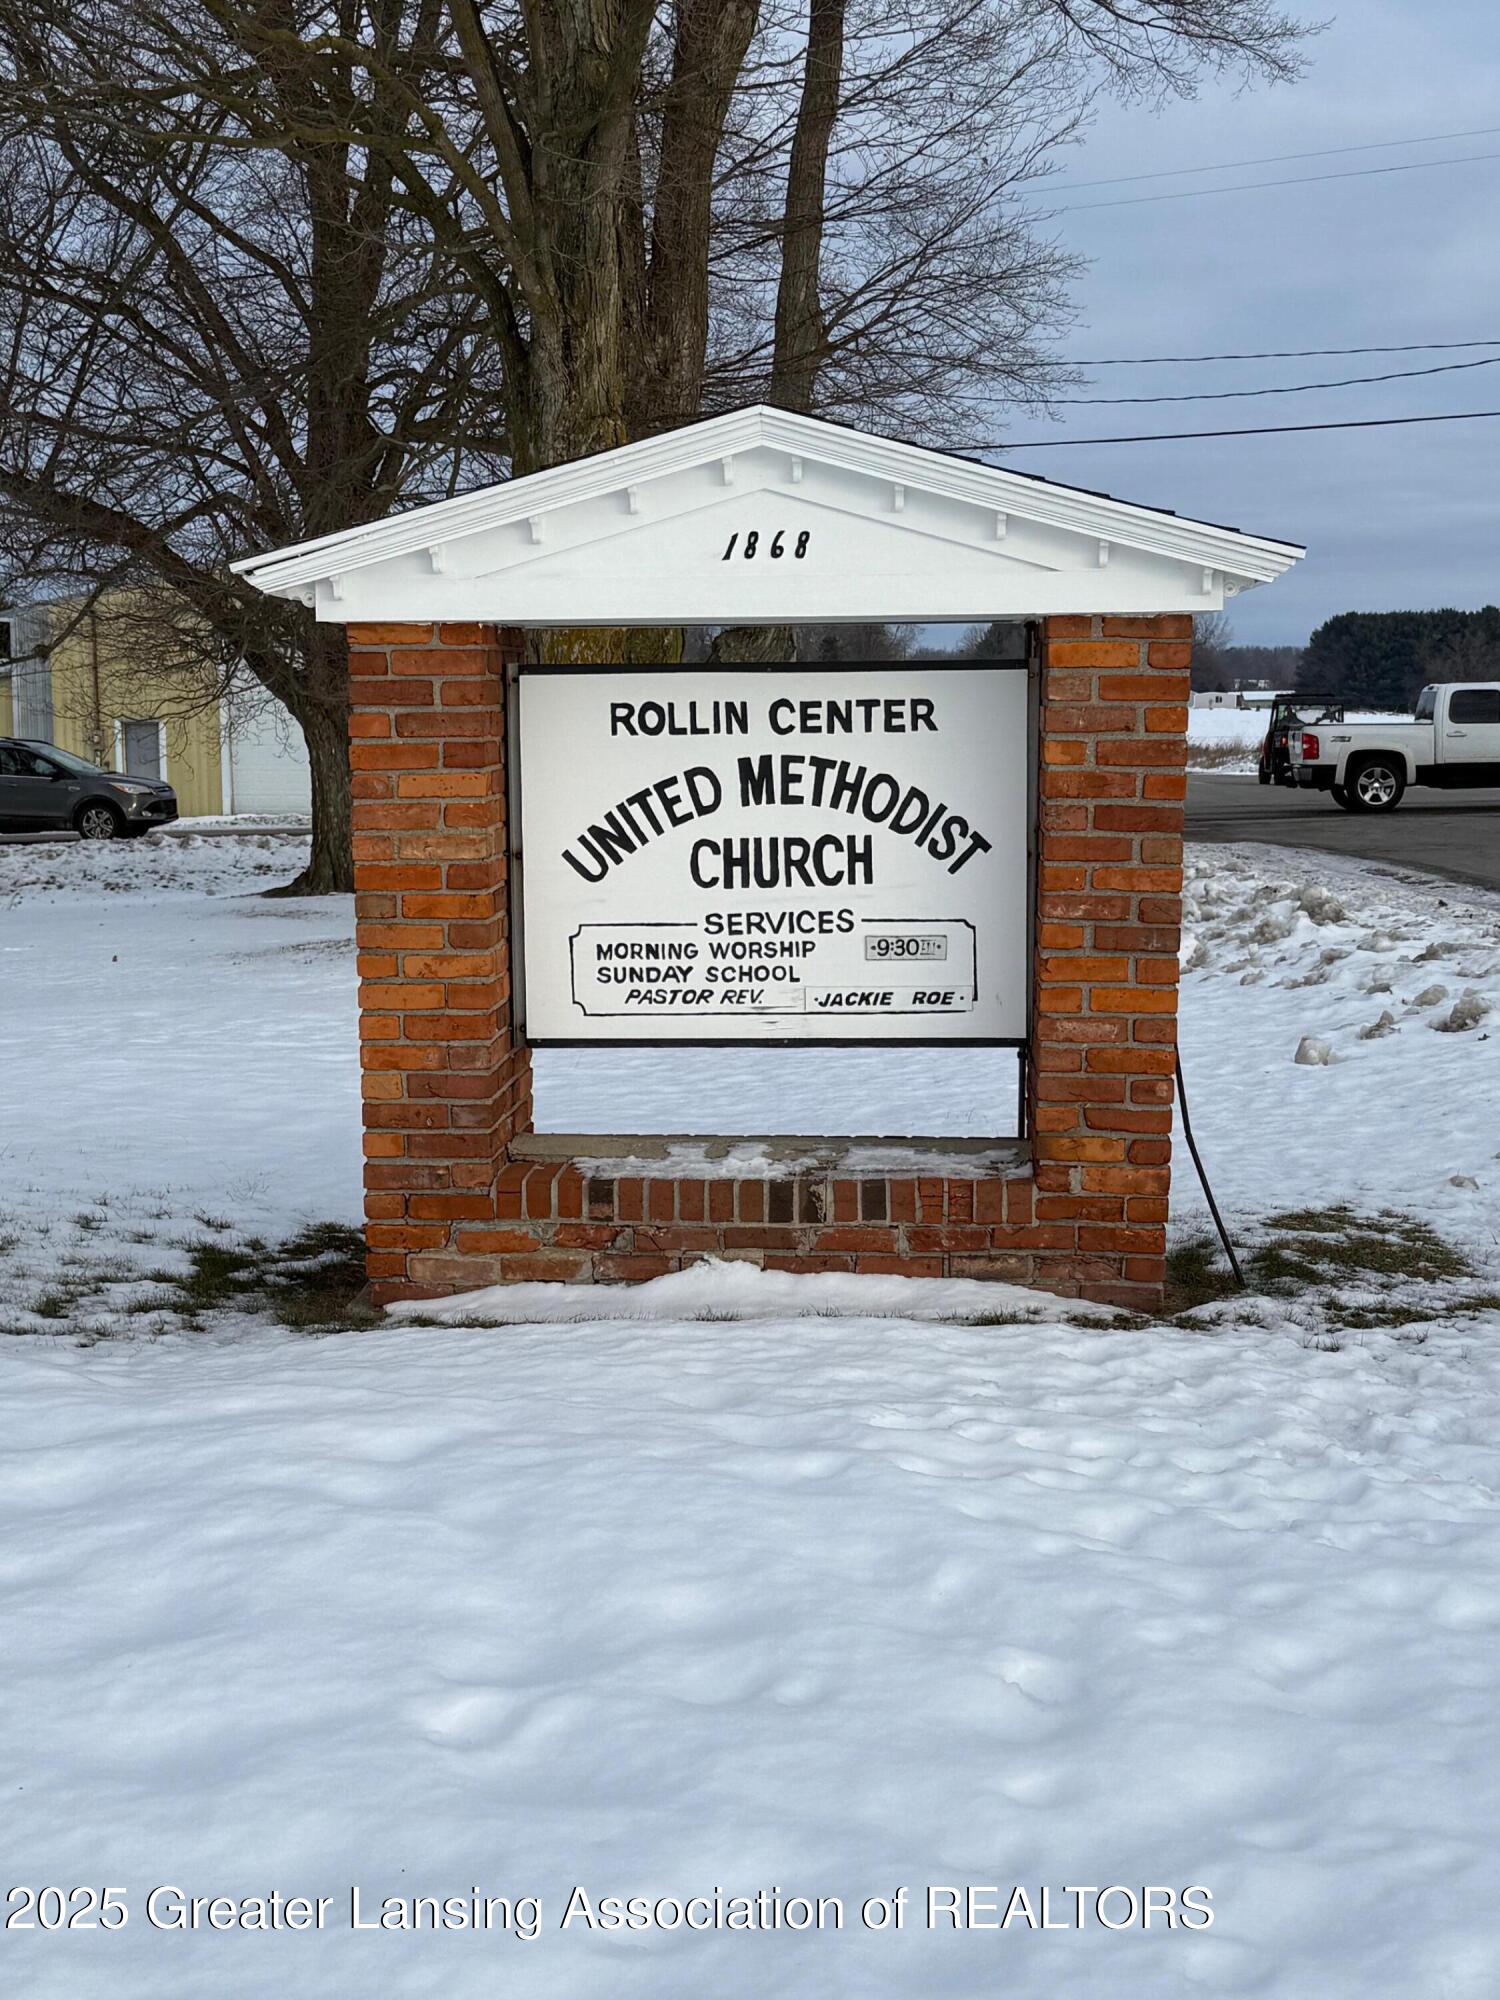 1868
ROLLIN CENTER
UNITED METHODIST
CHURCH
SERVICES
MORNING WORSHIP ·9:30
SUNDAY SCHOOL
PASTOR REV. ·JACKIE ROE·
2025 Greater Lansing Association of REALTORS